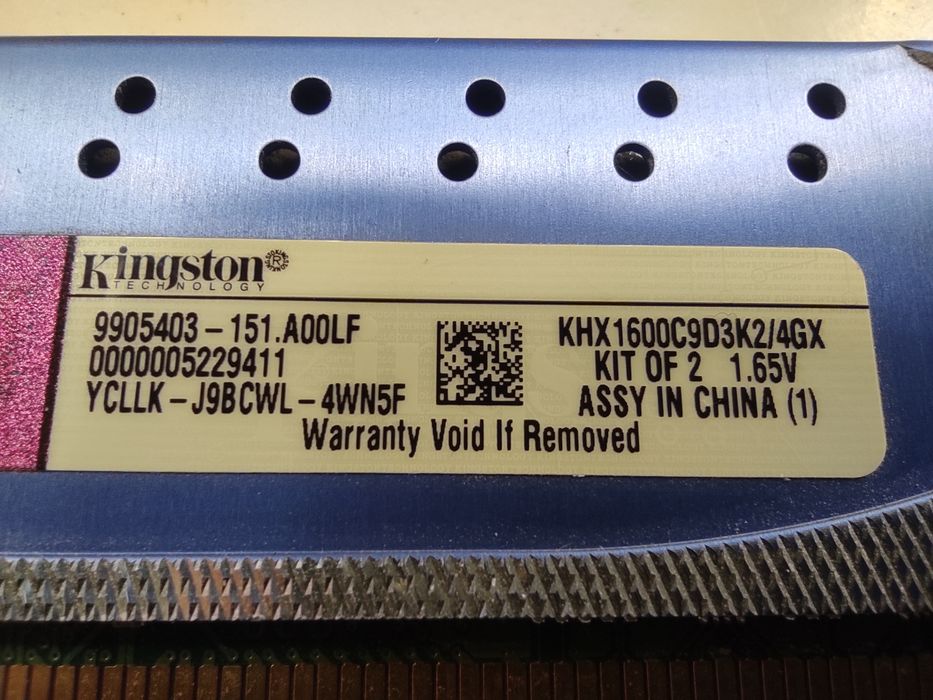 Kingston®
TECHNOLOGY
9905403-151.A00LF
0000005229411
YCLLK-J9BCWL-4WN5F
KHX1600C9D3K2/4GX
KIT OF 2 1.65V
ASSY IN CHINA (1)
Warranty Void If Removed